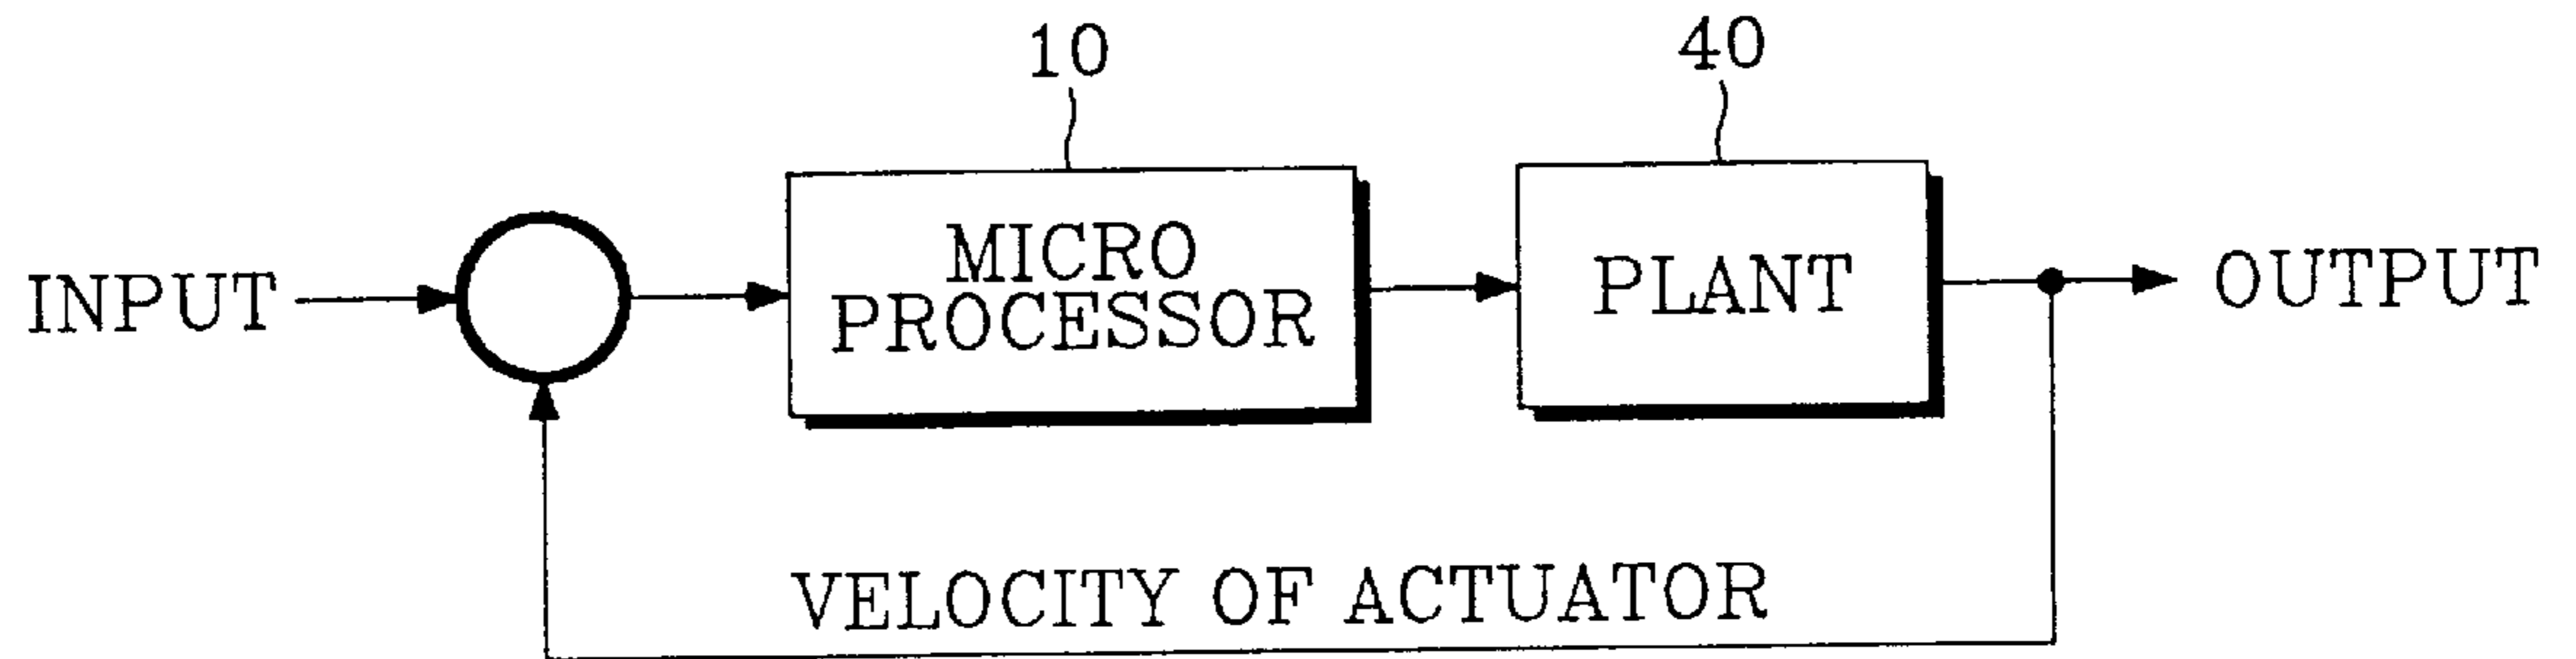 10
40
INPUT
MICRO
PROCESSOR
PLANT
OUTPUT
VELOCITY OF ACTUATOR